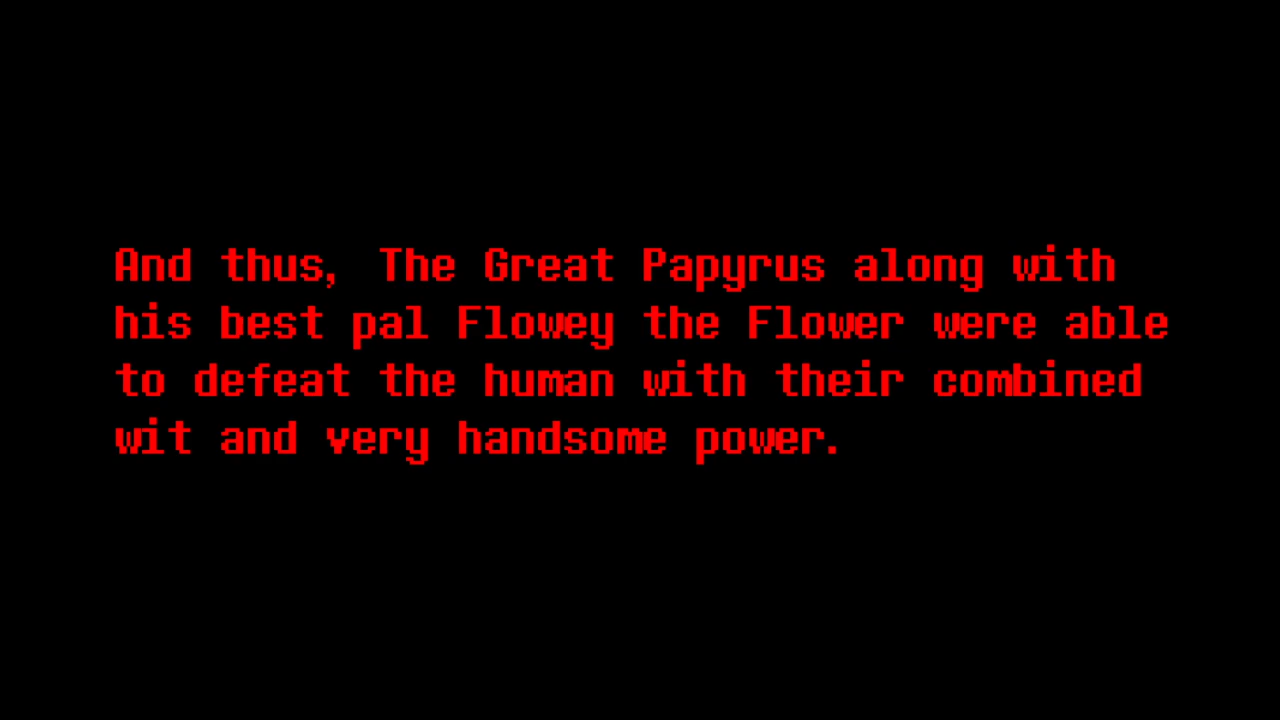 And thus, The Great Papyrus along with
his best pal Flowey the Flower were able
to defeat the human with their combined
wit and very handsome power.